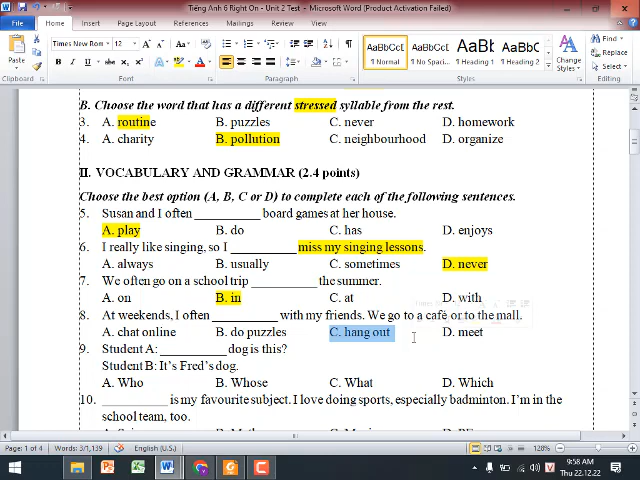 Tiếng Anh 6 Right On - Unit 2 Test - Microsoft Word (Product Activation Failed)
File Home Insert Page Layout References Mailings Review View
Paste
Times New Rom 12
Clipboard Font Paragraph Styles Editing
AaBbCcI AaBbCcI AaBb AaBbC
¶ Normal ¶ No Spaci... Heading 1 Heading 2
Change Styles
Find
Replace
Select
B. Choose the word that has a different stressed syllable from the rest.
3. A. routine B. puzzles C. never D. homework
4. A. charity B. pollution C. neighbourhood D. organize
II. VOCABULARY AND GRAMMAR (2.4 points)
Choose the best option (A, B, C or D) to complete each of the following sentences.
5. Susan and I often __________ board games at her house.
A. play B. do C. has D. enjoys
6. I really like singing, so I __________ miss my singing lessons.
A. always B. usually C. sometimes D. never
7. We often go on a school trip __________ the summer.
A. on B. in C. at D. with
8. At weekends, I often __________ with my friends. We go to a café or to the mall.
A. chat online B. do puzzles C. hang out D. meet
9. Student A: __________ dog is this?
Student B: It's Fred's dog.
A. Who B. Whose C. What D. Which
10. __________ is my favourite subject. I love doing sports, especially badminton. I'm in the
school team, too.
Page: 1 of 4 Words: 3/1,139 English (U.S.) 128%
9:58 AM
Thu 22.12.22